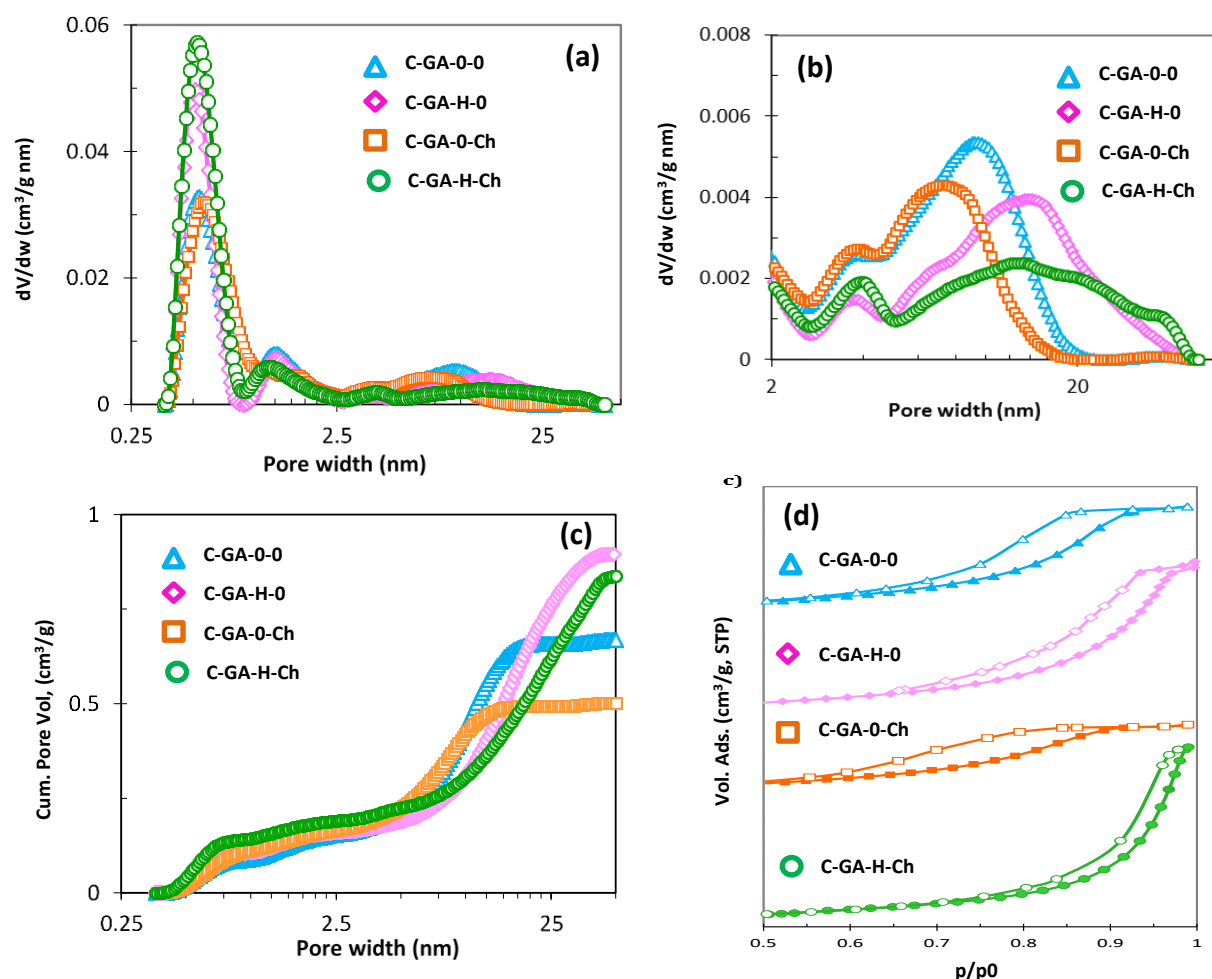 0.06
0.04
0.02
0
dV/dw (cm³/g nm)
(a)
C-GA-0-0
C-GA-H-0
C-GA-0-Ch
C-GA-H-Ch
0.25
2.5
25
Pore width (nm)
0.008
0.006
0.004
0.002
0
dV/dw (cm³/g nm)
(b)
C-GA-0-0
C-GA-H-0
C-GA-0-Ch
C-GA-H-Ch
2
20
Pore width (nm)
1
0.5
0
Cum. Pore Vol, (cm³/g)
(c)
C-GA-0-0
C-GA-H-0
C-GA-0-Ch
C-GA-H-Ch
0.25
2.5
25
Pore width (nm)
c)
(d)
Vol. Ads. (cm³/g, STP)
C-GA-0-0
C-GA-H-0
C-GA-0-Ch
C-GA-H-Ch
0.5
0.6
0.7
0.8
0.9
1
p/p0